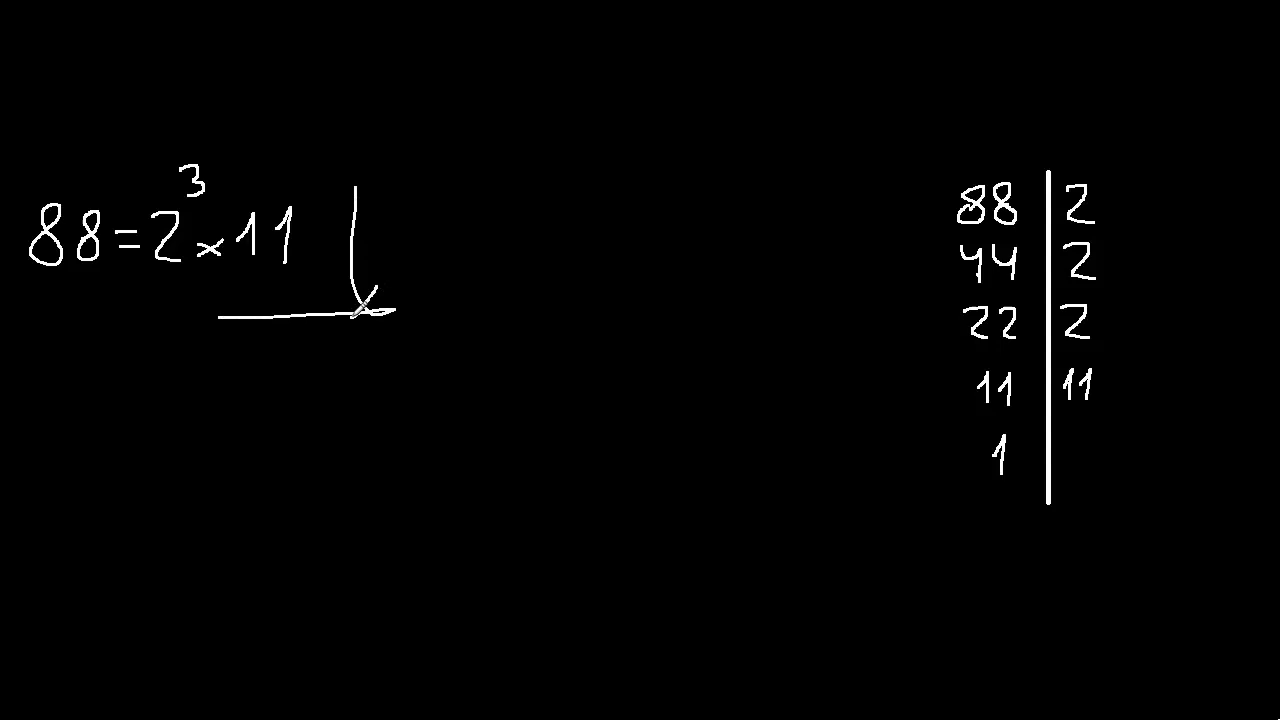 88=2³×11
88 | 2
44 | 2
22 | 2
11 | 11
1 |